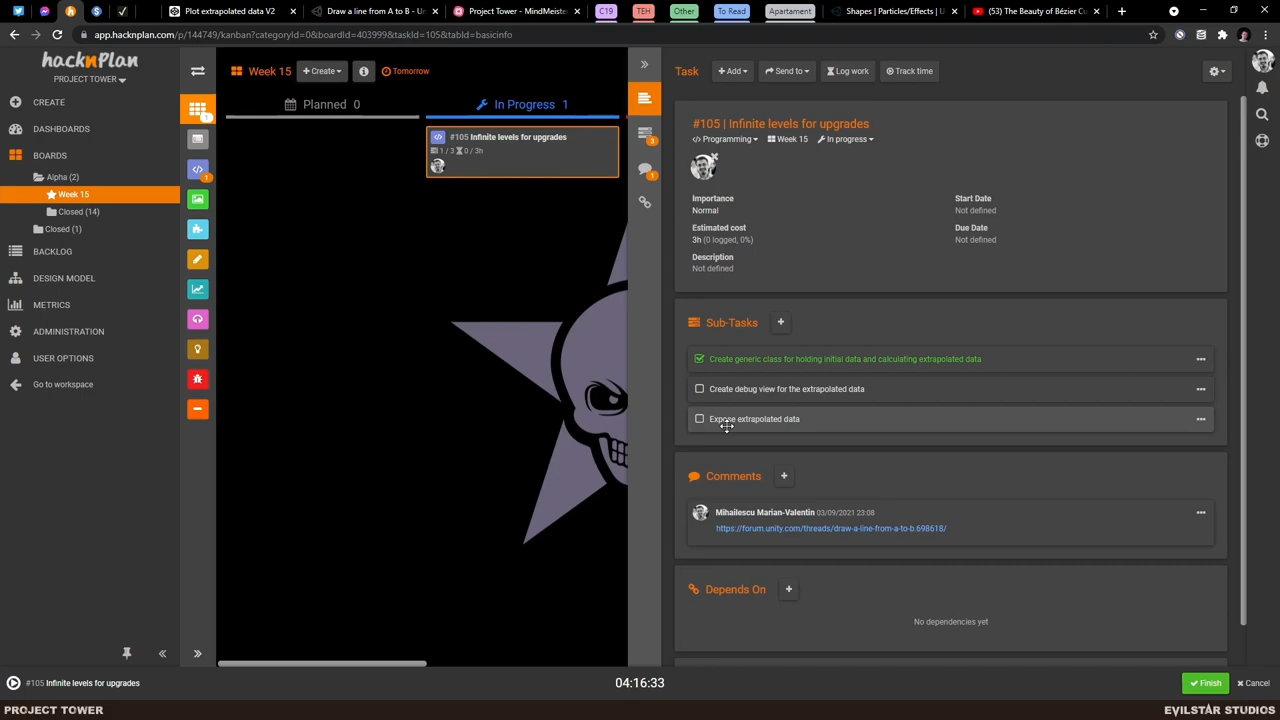 Plot extrapolated data V2
Draw a line from A to B - Un
Project Tower - MindMeister
C19
TEH
Other
To Read
Apartament
Shapes | Particles/Effects | U
(53) The Beauty of Bézier Cu
app.hacknplan.com/p/144749/kanban?categoryId=0&boardId=403999&taskId=105&tabId=basicinfo
hacknPlan
PROJECT TOWER
CREATE
DASHBOARDS
BOARDS
Alpha (2)
Week 15
Closed (14)
Closed (1)
BACKLOG
DESIGN MODEL
METRICS
ADMINISTRATION
USER OPTIONS
Go to workspace
1
1
Week 15
+ Create
Tomorrow
Planned 0
In Progress 1
#105 Infinite levels for upgrades
1 / 3 0 / 3h
3
1
Task
+ Add
Send to
Log work
Track time
#105 | Infinite levels for upgrades
Programming Week 15 In progress
Importance
Normal
Start Date
Not defined
Estimated cost
3h (0 logged, 0%)
Due Date
Not defined
Description
Not defined
Sub-Tasks +
Create generic class for holding initial data and calculating extrapolated data
Create debug view for the extrapolated data
Expose extrapolated data
Comments +
Mihailescu Marian-Valentin 03/09/2021 23:08
https://forum.unity.com/threads/draw-a-line-from-a-to-b.698618/
Depends On +
No dependencies yet
#105 Infinite levels for upgrades
04:16:33
Finish
Cancel
PROJECT TOWER
EVILSTAR STUDIOS